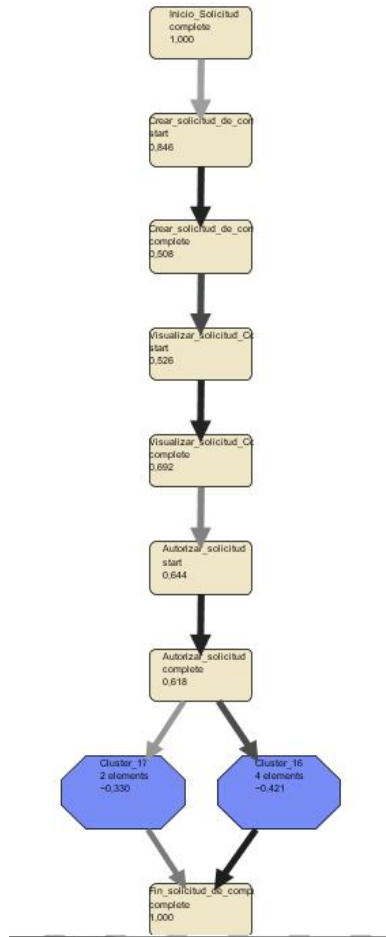 Inicio_Solicitud
complete
1,000
Crear_solicitud_de_con
start
0,846
Crear_solicitud_de_con
complete
0,508
Visualizar_solicitud_Co
start
0,526
Visualizar_solicitud_Co
complete
0,692
Autorizar_solicitud
start
0,644
Autorizar_solicitud
complete
0,618
Cluster_17
2 elements
~0,330
Cluster_16
4 elements
~0,421
Fin_solicitud_de_comp
complete
1,000